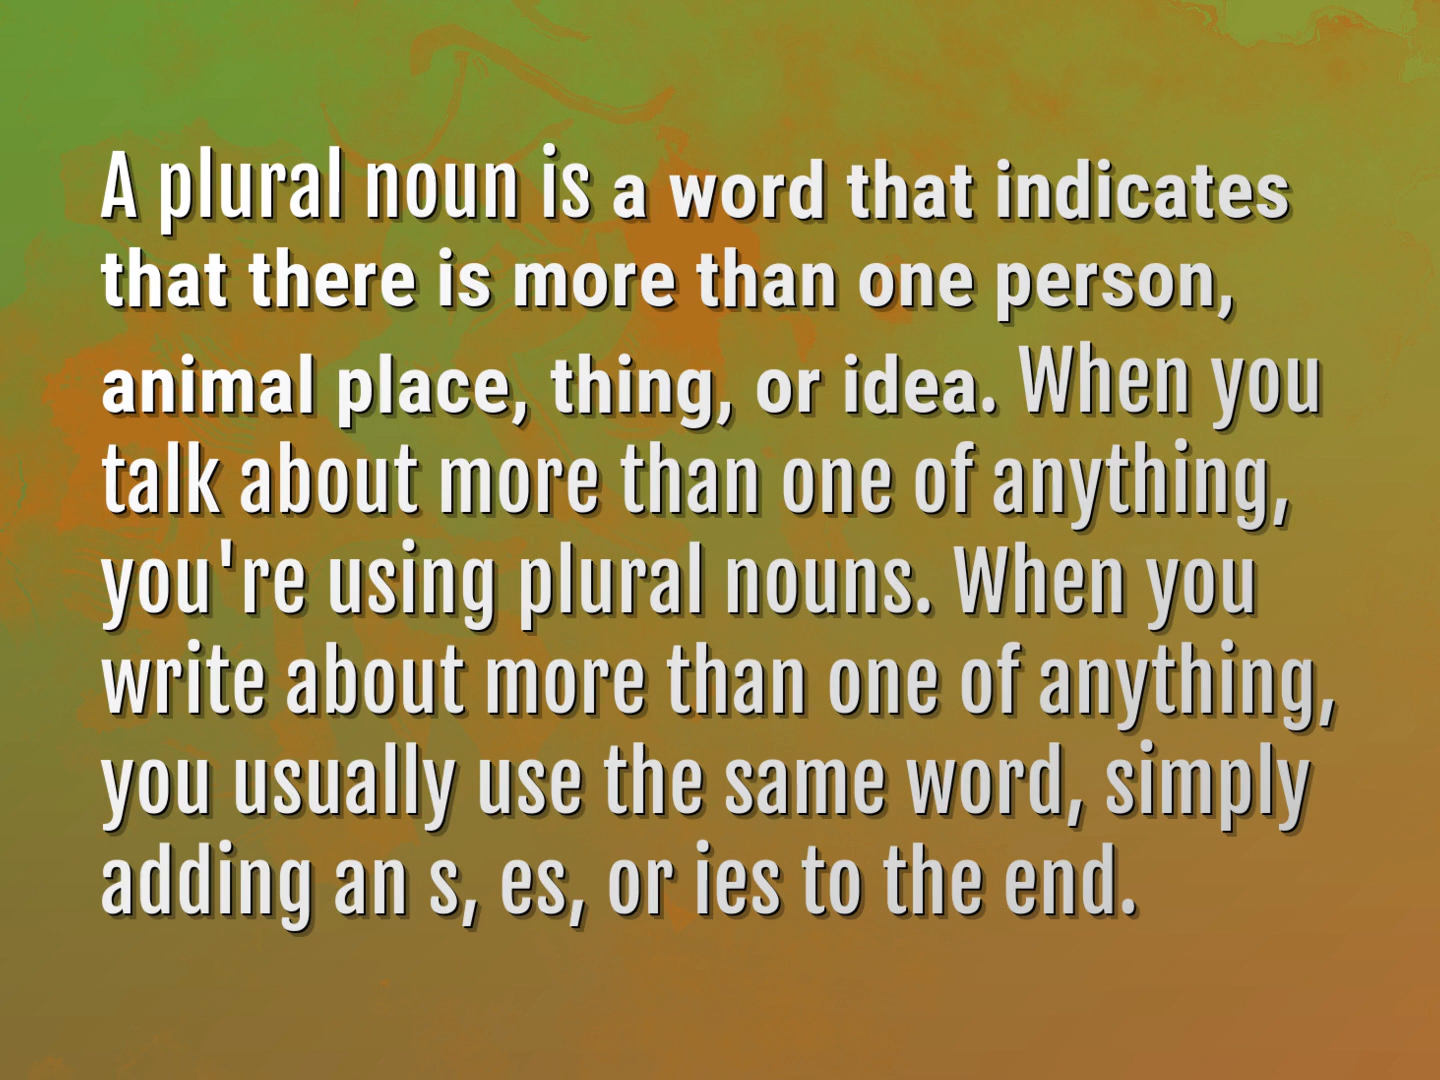 A plural noun is a word that indicates
that there is more than one person,
animal place, thing, or idea. When you
talk about more than one of anything,
you're using plural nouns. When you
write about more than one of anything,
you usually use the same word, simply
adding an s, es, or ies to the end.